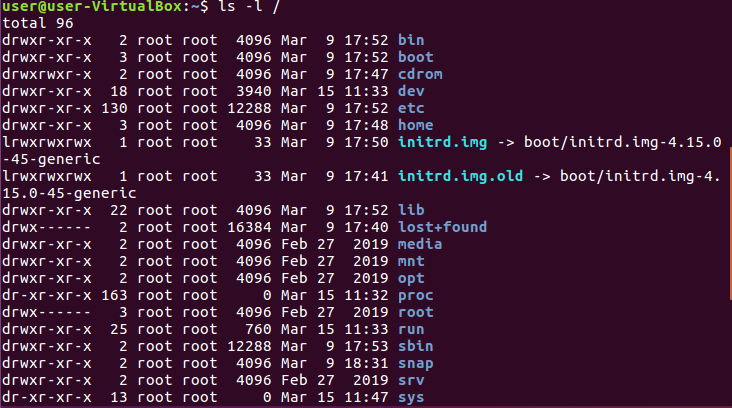 user@user-VirtualBox:~$ ls -l /
total 96
drwxr-xr-x   2 root root  4096 Mar  9 17:52 bin
drwxr-xr-x   3 root root  4096 Mar  9 17:52 boot
drwxrwxr-x   2 root root  4096 Mar  9 17:47 cdrom
drwxr-xr-x  18 root root  3940 Mar 15 11:33 dev
drwxr-xr-x 130 root root 12288 Mar  9 17:52 etc
drwxr-xr-x   3 root root  4096 Mar  9 17:48 home
lrwxrwxrwx   1 root root    33 Mar  9 17:50 initrd.img -> boot/initrd.img-4.15.0
-45-generic
lrwxrwxrwx   1 root root    33 Mar  9 17:41 initrd.img.old -> boot/initrd.img-4.
15.0-45-generic
drwxr-xr-x  22 root root  4096 Mar  9 17:52 lib
drwx------   2 root root 16384 Mar  9 17:40 lost+found
drwxr-xr-x   2 root root  4096 Feb 27  2019 media
drwxr-xr-x   2 root root  4096 Feb 27  2019 mnt
drwxr-xr-x   2 root root  4096 Feb 27  2019 opt
dr-xr-xr-x 163 root root     0 Mar 15 11:32 proc
drwx------   3 root root  4096 Feb 27  2019 root
drwxr-xr-x  25 root root   760 Mar 15 11:33 run
drwxr-xr-x   2 root root 12288 Mar  9 17:53 sbin
drwxr-xr-x   2 root root  4096 Mar  9 18:31 snap
drwxr-xr-x   2 root root  4096 Feb 27  2019 srv
dr-xr-xr-x  13 root root     0 Mar 15 11:47 sys